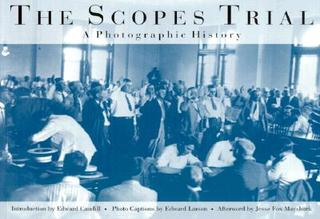 THE SCOPES TRIAL
A Photographic History
Introduction by Edward Caudill • Photo Captions by Edward Larson • Afterword by Jesse Fox Mayshark